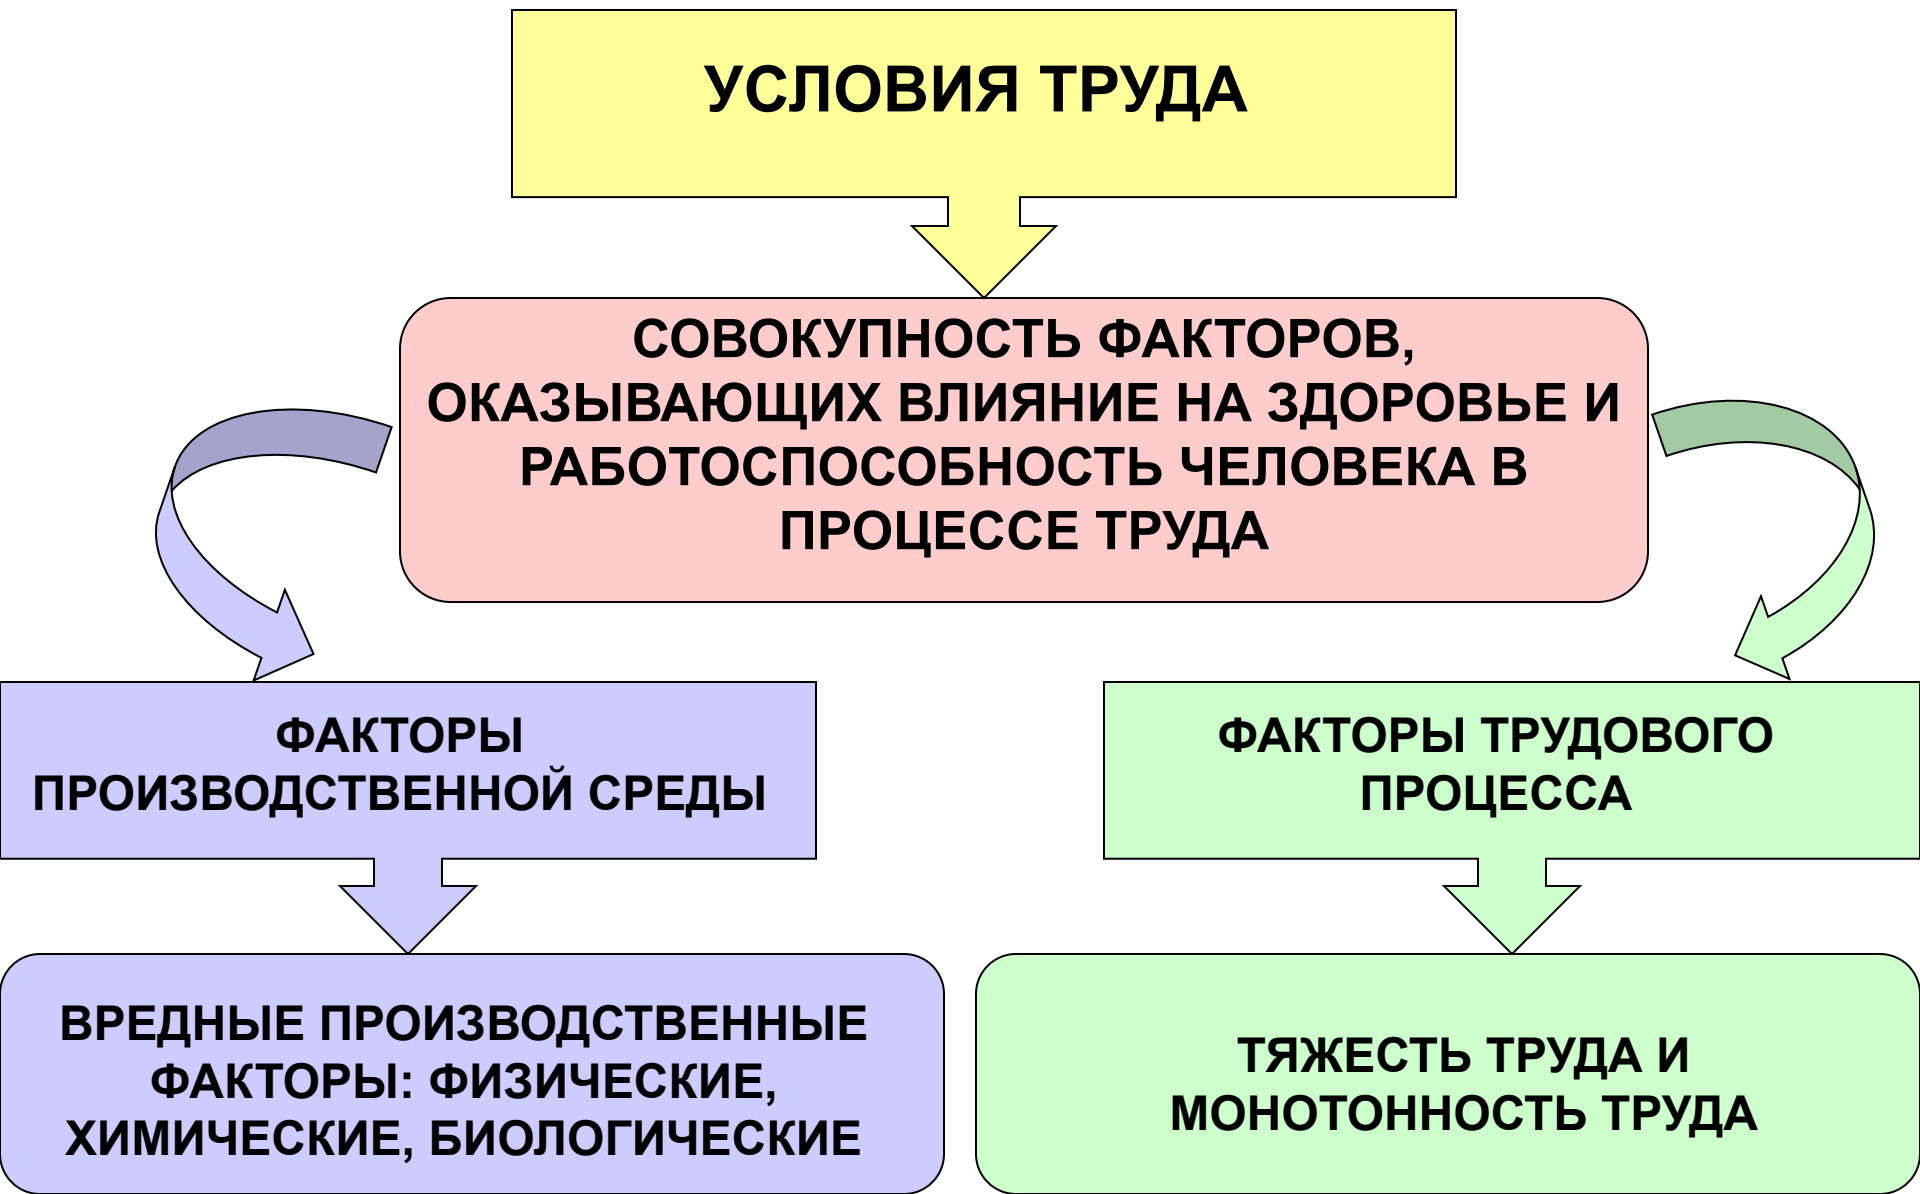 УСЛОВИЯ ТРУДА
СОВОКУПНОСТЬ ФАКТОРОВ,
ОКАЗЫВАЮЩИХ ВЛИЯНИЕ НА ЗДОРОВЬЕ И
РАБОТОСПОСОБНОСТЬ ЧЕЛОВЕКА В
ПРОЦЕССЕ ТРУДА
ФАКТОРЫ
ПРОИЗВОДСТВЕННОЙ СРЕДЫ
ФАКТОРЫ ТРУДОВОГО
ПРОЦЕССА
ВРЕДНЫЕ ПРОИЗВОДСТВЕННЫЕ
ФАКТОРЫ: ФИЗИЧЕСКИЕ,
ХИМИЧЕСКИЕ, БИОЛОГИЧЕСКИЕ
ТЯЖЕСТЬ ТРУДА И
МОНОТОННОСТЬ ТРУДА